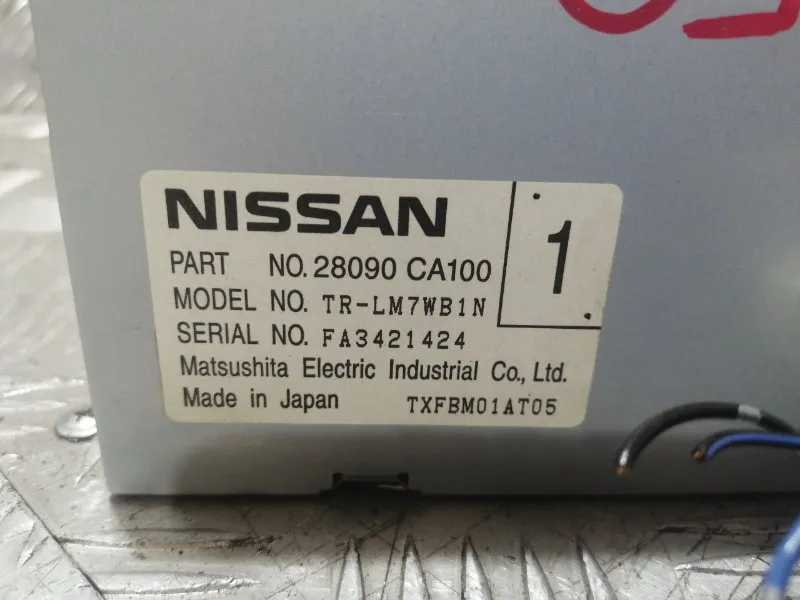 NISSAN
1
PART NO. 28090 CA100
MODEL NO. TR-LM7WB1N
SERIAL NO. FA3421424
Matsushita Electric Industrial Co., Ltd.
Made in Japan TXFBM01AT05